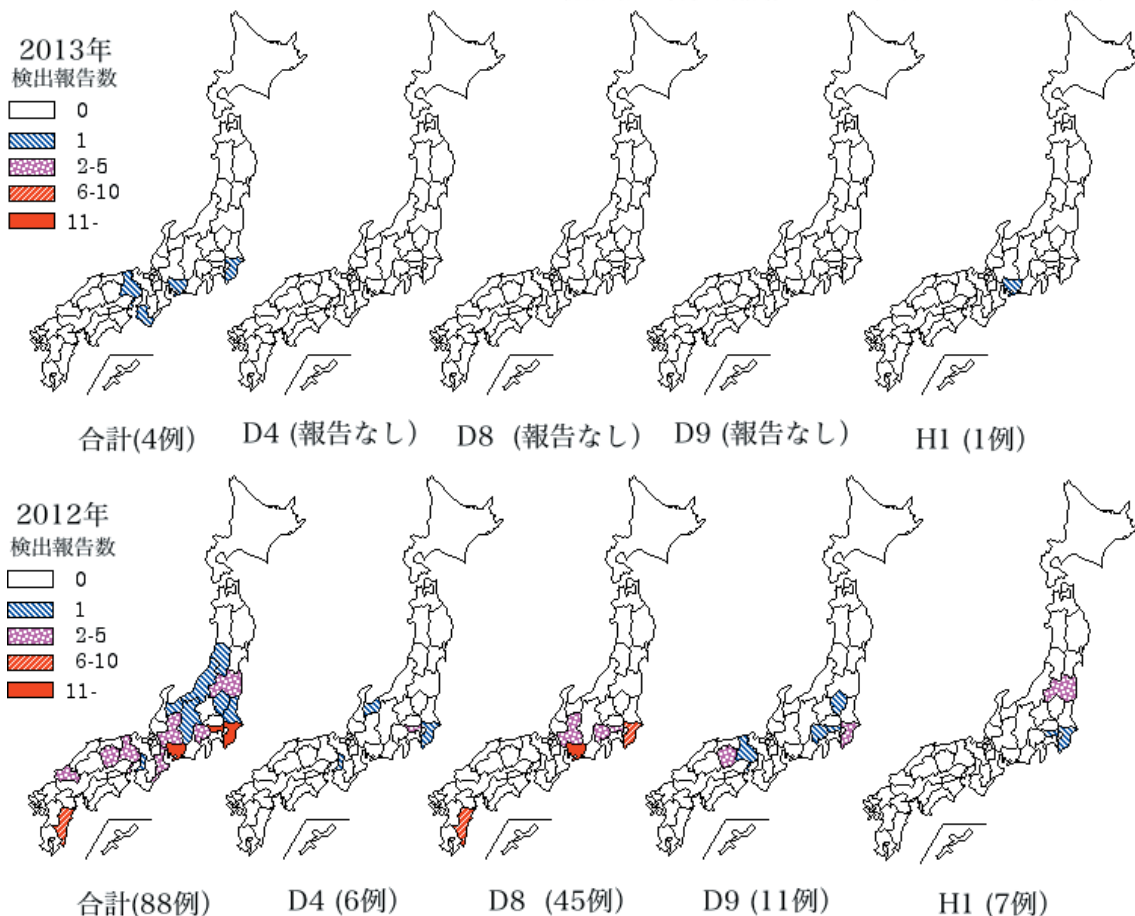 2013年
検出報告数
0
1
2-5
6-10
11-
合計(4例)
D4 (報告なし)
D8 (報告なし)
D9 (報告なし)
H1 (1例)
2012年
検出報告数
0
1
2-5
6-10
11-
合計(88例)
D4 (6例)
D8 (45例)
D9 (11例)
H1 (7例)